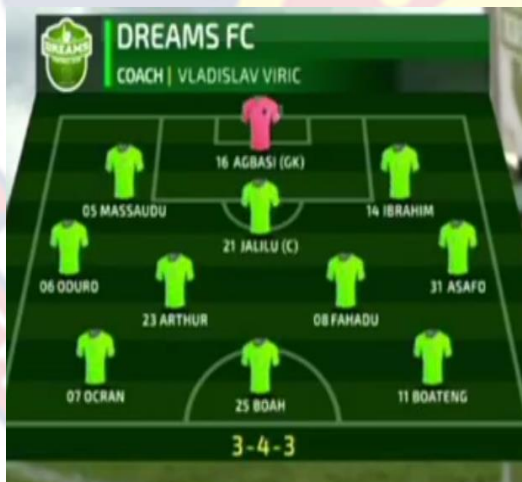 DREAMS
DREAMS FC
COACH | VLADISLAV VIRIC
16 AGBASI (GK)
05 MASSAUDU
14 IBRAHIM
21 JALILU (C)
06 ODURO
31 ASAFO
23 ARTHUR
08 FAHADU
07 OCRAN
25 BOAH
11 BOATENG
3-4-3